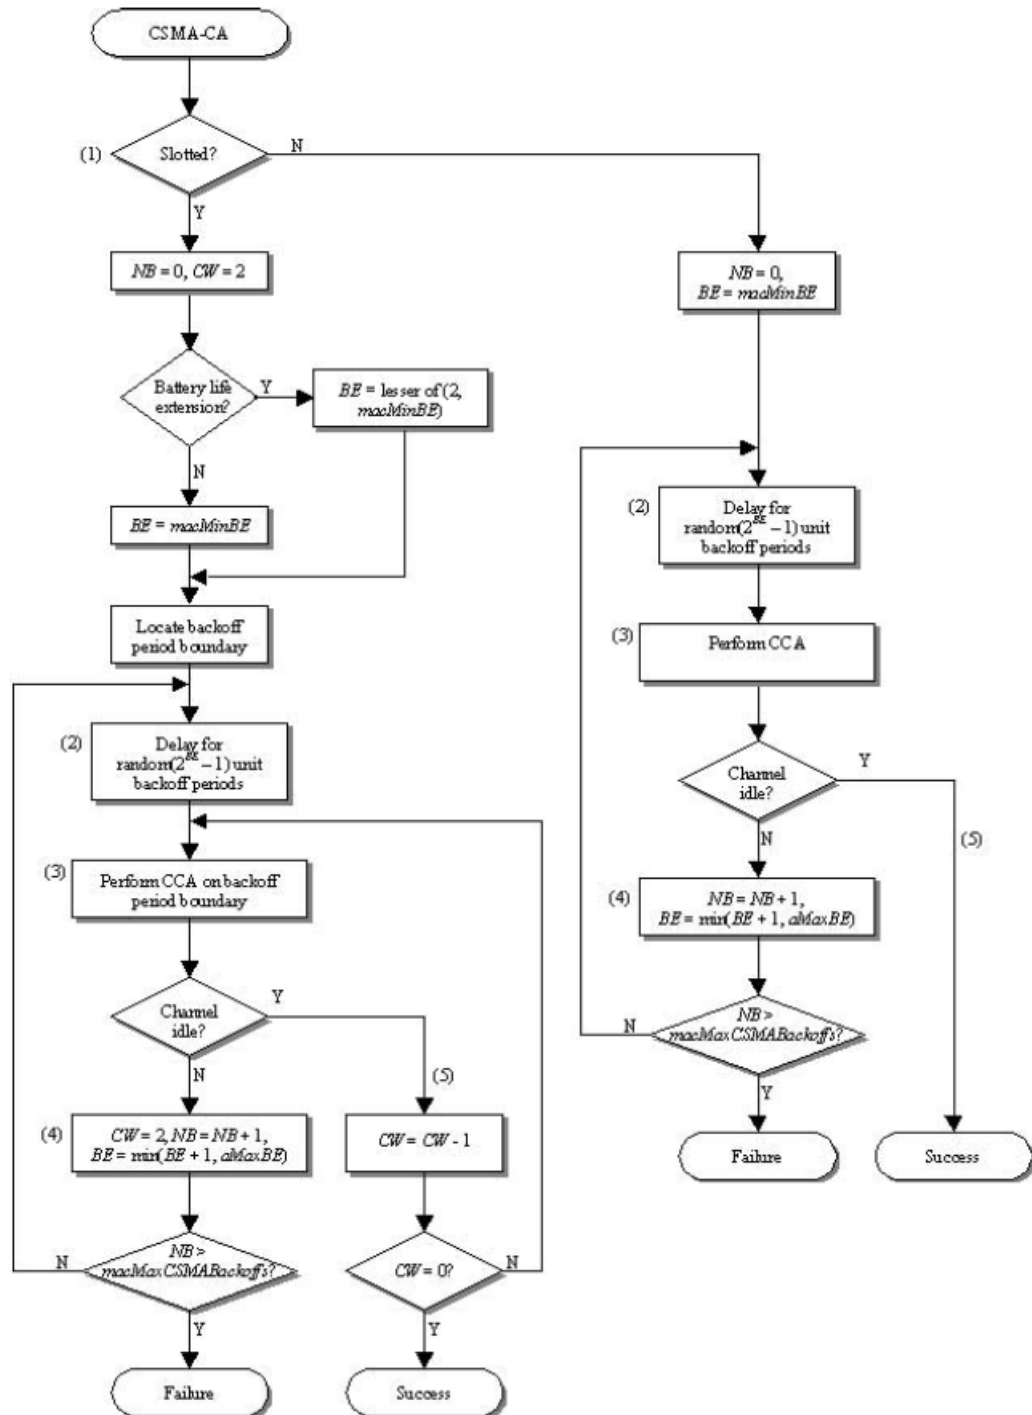 CSMA-CA
(1)
Slotted?
N
Y
NB = 0, CW = 2
NB = 0,
BE = macMinBE
Battery life
extension?
Y
BE = lesser of (2,
macMinBE)
N
BE = macMinBE
Locate backoff
period boundary
(2)
Delay for
random(2^BE – 1) unit
backoff periods
(3)
Perform CCA on backoff
period boundary
Channel
idle?
Y
N
(5)
(4)
CW = 2, NB = NB + 1,
BE = min(BE + 1, aMaxBE)
CW = CW - 1
NB >
macMaxCSMABackoffs?
N
Y
CW = 0?
N
Y
Failure
Success
(2)
Delay for
random(2^BE – 1) unit
backoff periods
(3)
Perform CCA
Channel
idle?
Y
N
(5)
(4)
NB = NB + 1,
BE = min(BE + 1, aMaxBE)
NB >
macMaxCSMABackoffs?
N
Y
Failure
Success